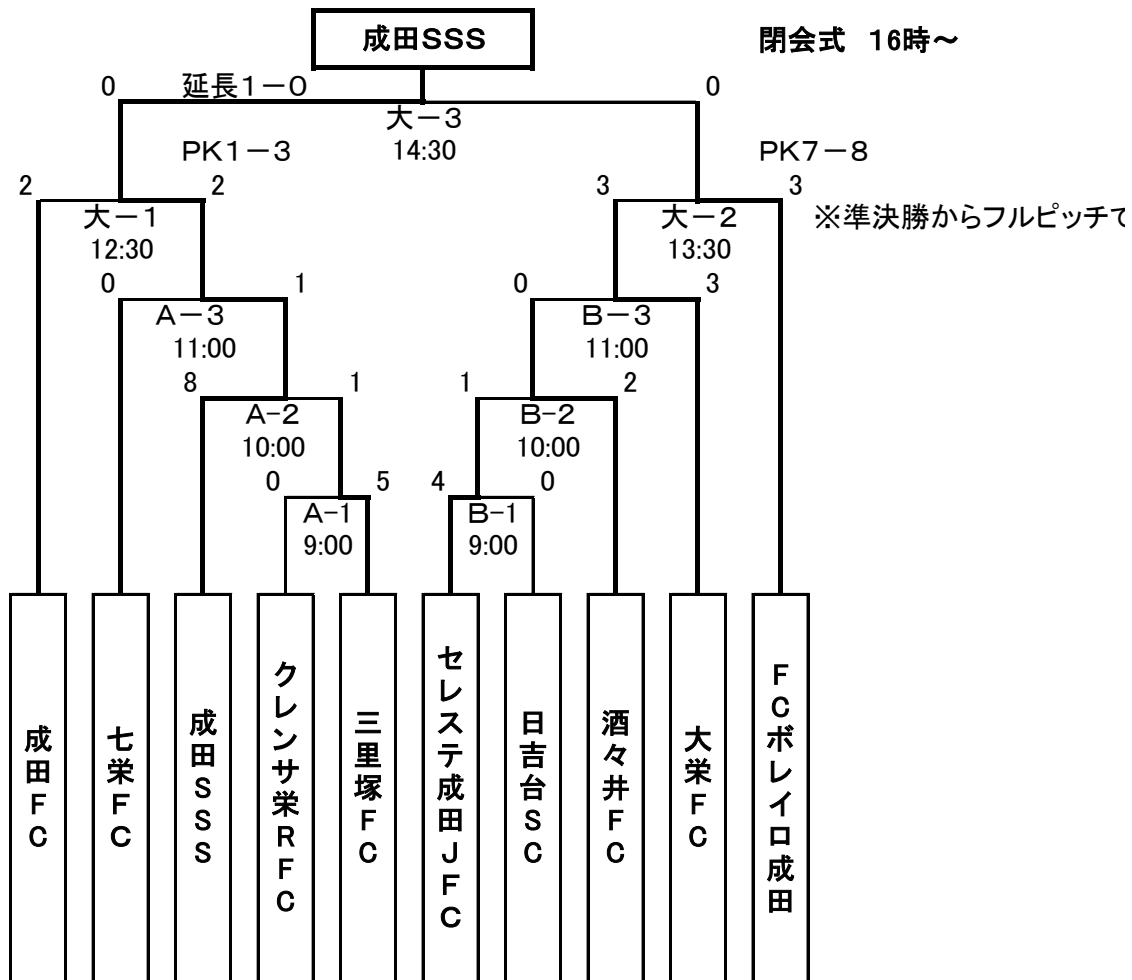 成田SSS
閉会式 16時～
0 延長1－0 0
大－3
14:30
PK1－3 PK7－8
2 2 3 3
大－1 大－2 ※準決勝からフルピッチで
12:30 13:30
0 1 0 3
A－3 B－3
11:00 11:00
8 1 1 2
A-2 B-2
10:00 10:00
0 5 4 0
A-1 B-1
9:00 9:00
成田FC
七栄FC
成田SSS
クレンサ栄RFC
三里塚FC
セレステ成田JFC
日吉台SC
酒々井FC
大栄FC
FCボレイロ成田